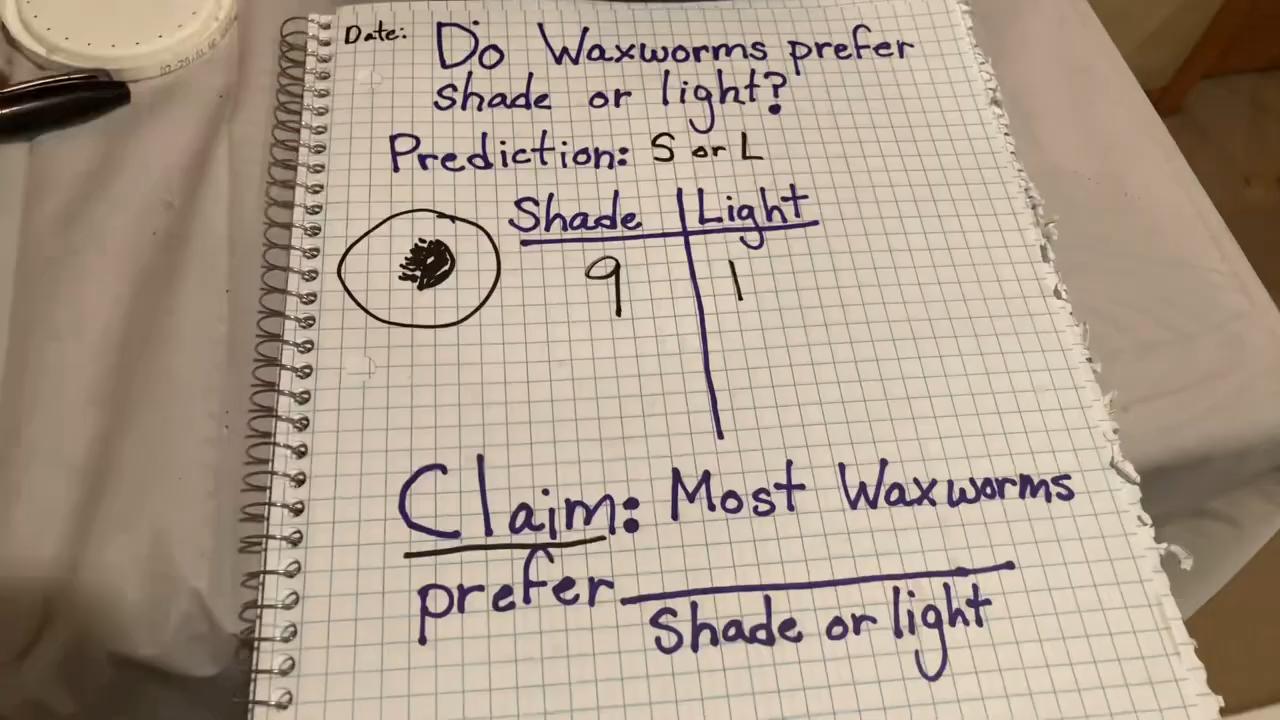 Date:
Do Waxworms prefer
shade or light?
Prediction: S or L
Shade Light
9 1
Claim: Most Waxworms
prefer
Shade or light